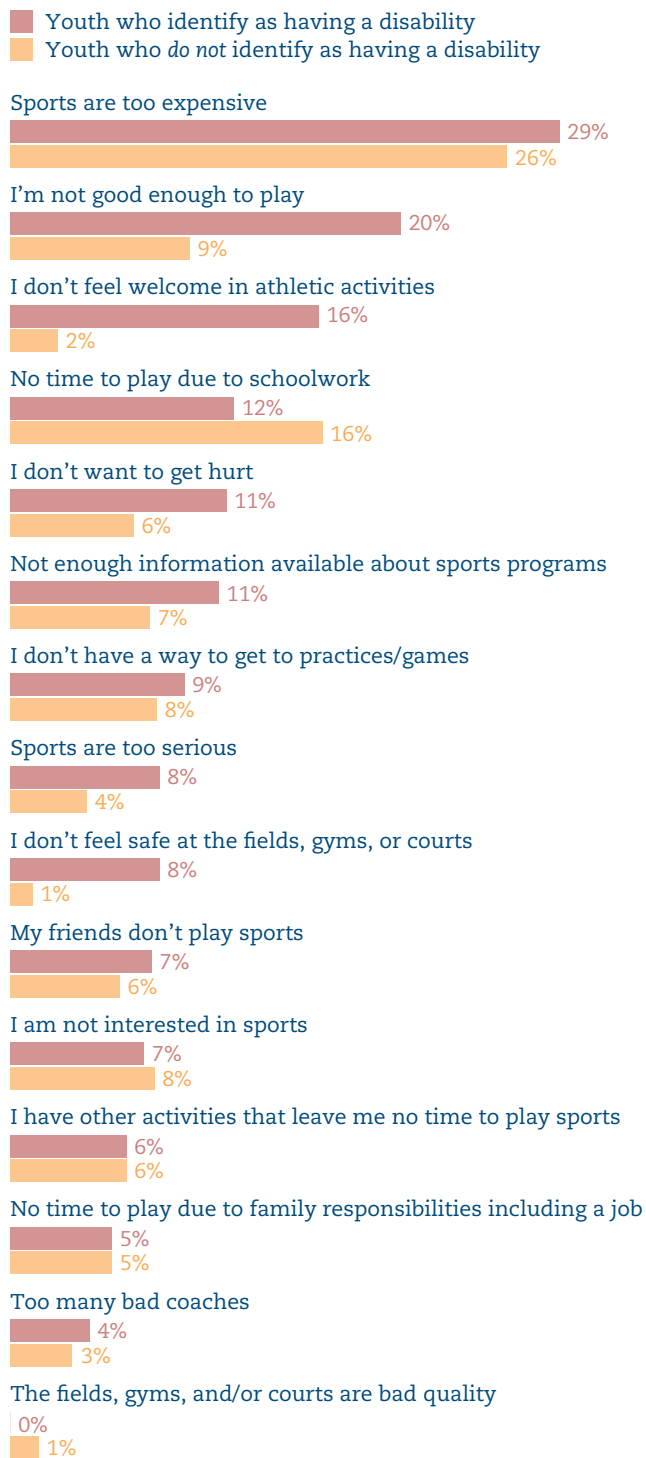 Youth who identify as having a disability
Youth who do not identify as having a disability
Sports are too expensive
29%
26%
I’m not good enough to play
20%
9%
I don’t feel welcome in athletic activities
16%
2%
No time to play due to schoolwork
12%
16%
I don’t want to get hurt
11%
6%
Not enough information available about sports programs
11%
7%
I don’t have a way to get to practices/games
9%
8%
Sports are too serious
8%
4%
I don’t feel safe at the fields, gyms, or courts
8%
1%
My friends don’t play sports
7%
6%
I am not interested in sports
7%
8%
I have other activities that leave me no time to play sports
6%
6%
No time to play due to family responsibilities including a job
5%
5%
Too many bad coaches
4%
3%
The fields, gyms, and/or courts are bad quality
0%
1%